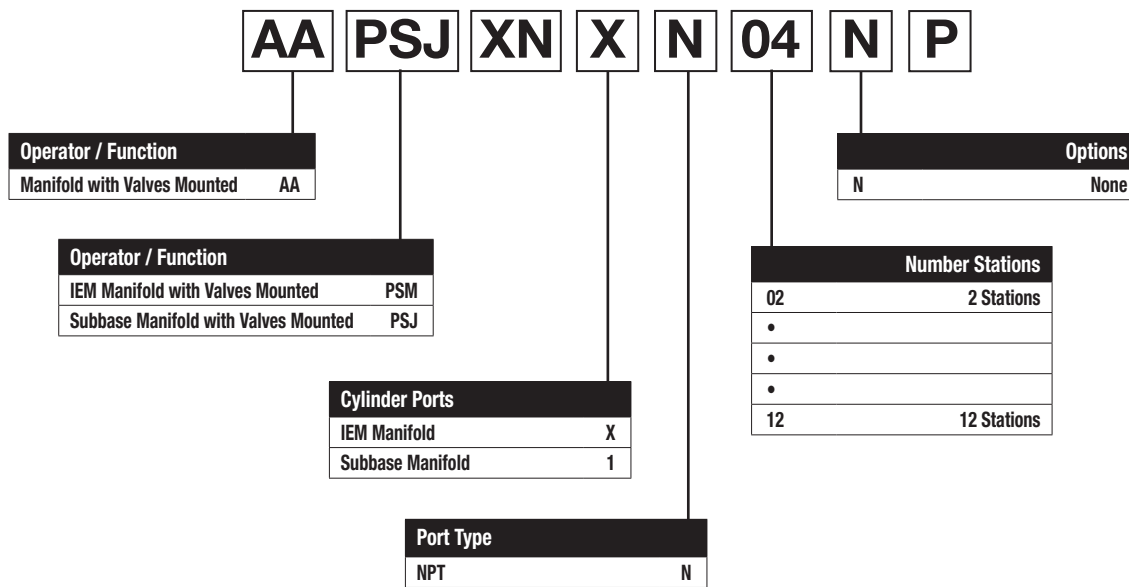 AA PSJ XN X N 04 N P
Operator / Function
Manifold with Valves Mounted AA
Options
N None
Operator / Function
IEM Manifold with Valves Mounted PSM
Subbase Manifold with Valves Mounted PSJ
Number Stations
02 2 Stations
•
•
•
12 12 Stations
Cylinder Ports
IEM Manifold X
Subbase Manifold 1
Port Type
NPT N